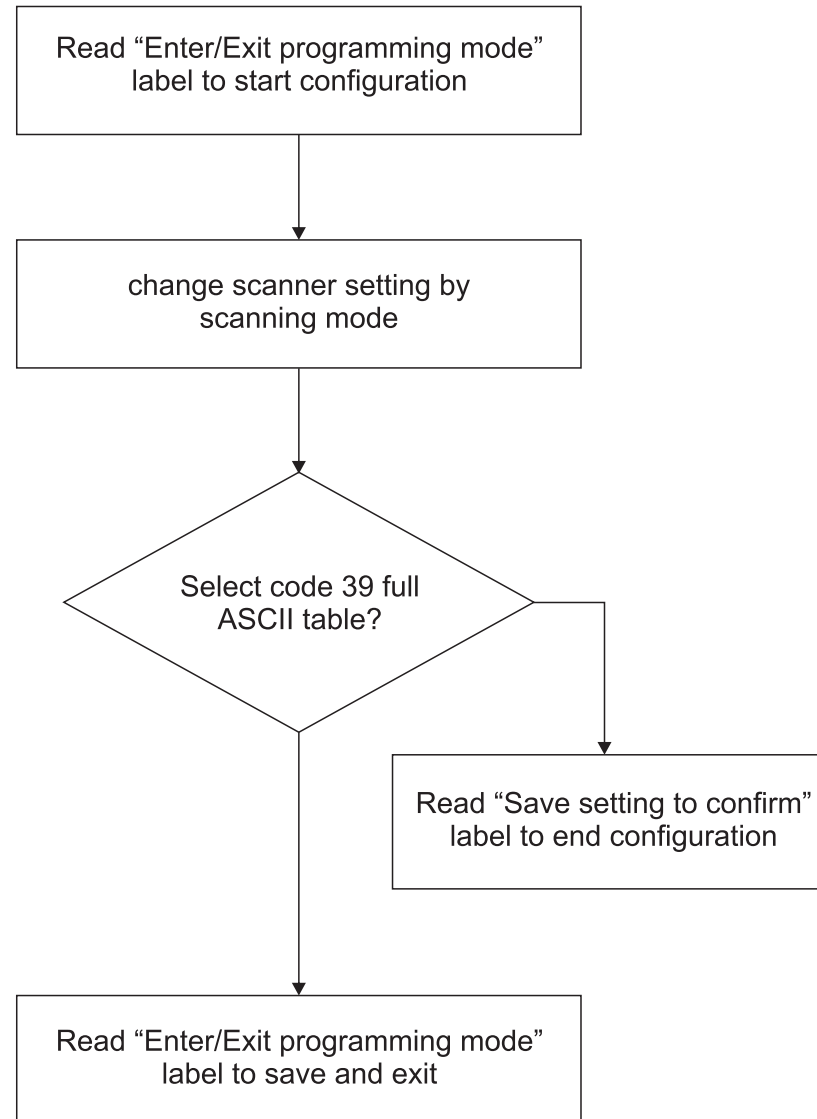 Read “Enter/Exit programming mode”
label to start configuration
change scanner setting by
scanning mode
Select code 39 full
ASCII table?
Read “Save setting to confirm”
label to end configuration
Read “Enter/Exit programming mode”
label to save and exit